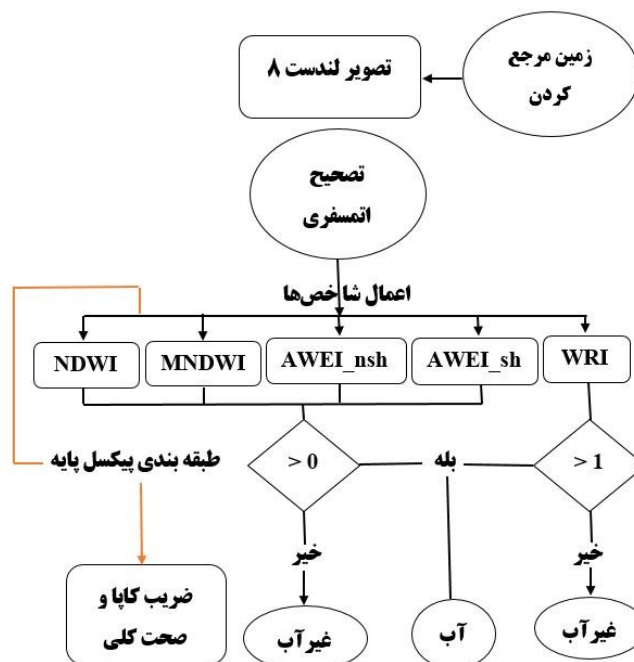 زمین مرجع
کردن
تصویر لندست ۸
تصحیح
اتمسفری
اعمال شاخص‌ها
NDWI
MNDWI
AWEI_nsh
AWEI_sh
WRI
طبقه بندی پیکسل پایه
> 0
بله
> 1
خیر
خیر
ضریب کاپا و
صحت کلی
غیرآب
آب
غیرآب